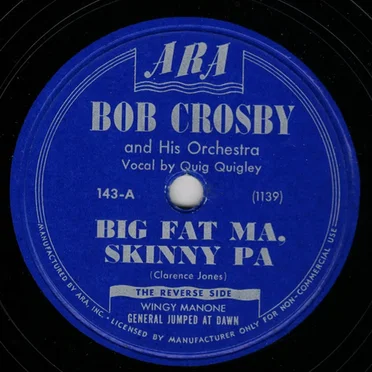 ARA
BOB CROSBY
and His Orchestra
Vocal by Quig Quigley
143-A
(1139)
BIG FAT MA,
SKINNY PA
(Clarence Jones)
THE REVERSE SIDE
WINGY MANONE
GENERAL JUMPED AT DAWN
MANUFACTURED BY ARA, INC. • LICENSED BY MANUFACTURER ONLY FOR NON-COMMERCIAL USE